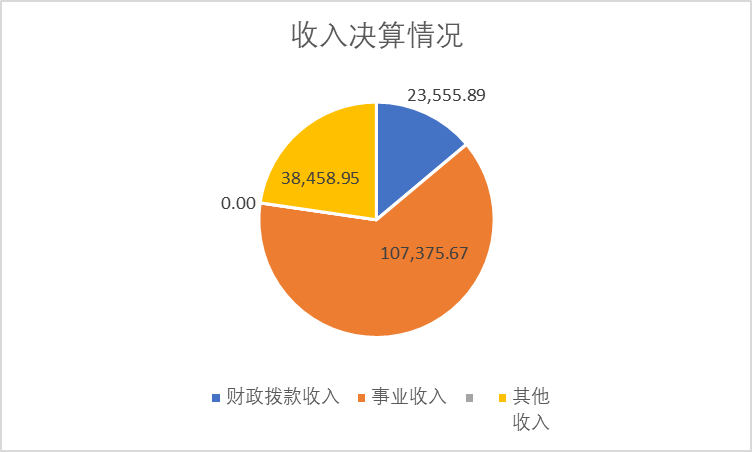 收入决算情况
23,555.89
38,458.95
0.00
107,375.67
财政拨款收入 事业收入 其他
收入